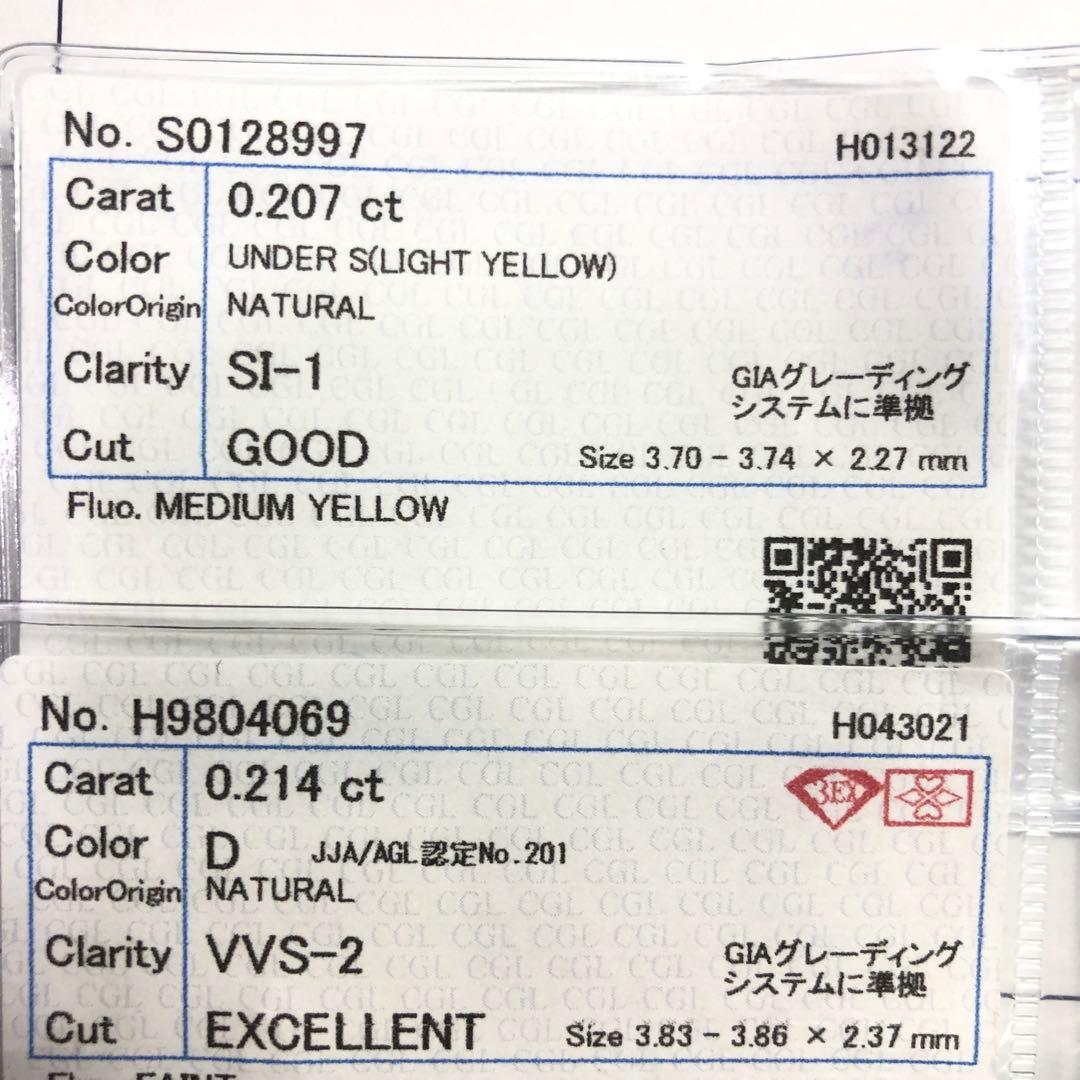 No. S0128997 H013122
Carat 0.207 ct
Color UNDER S(LIGHT YELLOW)
ColorOrigin NATURAL
Clarity SI-1
GIAグレーディング
システムに準拠
Cut GOOD Size 3.70 - 3.74 × 2.27 mm
Fluo. MEDIUM YELLOW
No. H9804069 H043021
Carat 0.214 ct 3EX
Color D JJA/AGL認定No.201
ColorOrigin NATURAL
Clarity VVS-2
GIAグレーディング
システムに準拠
Cut EXCELLENT Size 3.83 - 3.86 × 2.37 mm
Fluo. FAINT